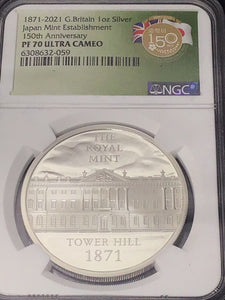 1871-2021 G.Britain 1oz Silver
Japan Mint Establishment
150th Anniversary
PF 70 ULTRA CAMEO
6308632-059
150
NGC
THE
ROYAL
MINT
TOWER HILL
1871